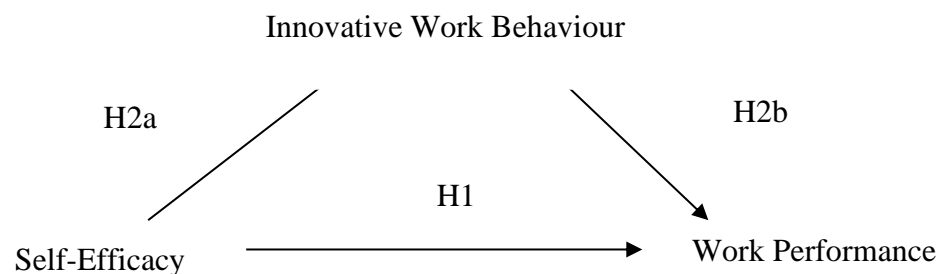 Innovative Work Behaviour
H2a
H2b
H1
Self-Efficacy
Work Performance